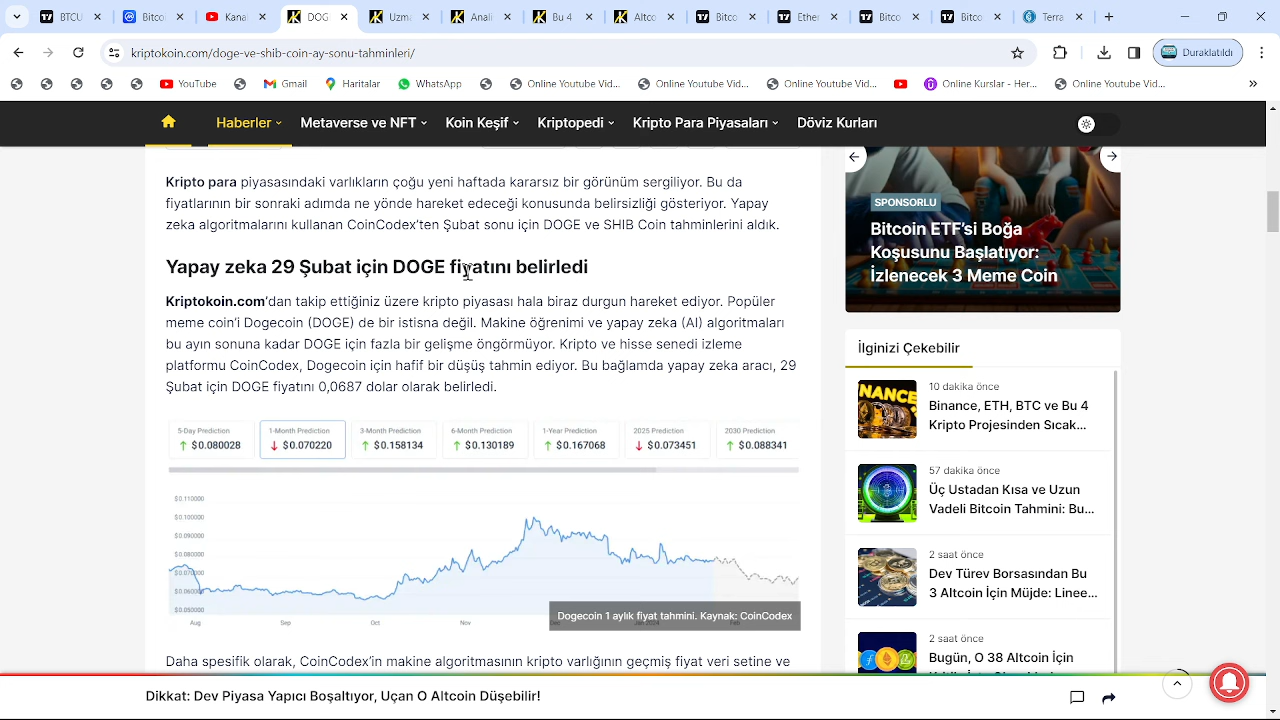 BTCU
Bitco
Uzma
Anali
Bu 4
Altco
Bitco
Ethe
Bitco
Bitco
Terra
kriptokoin.com/doge-ve-shib-coin-ay-sonu-tahminleri/
Duraklatıldı
YouTube
Gmail
Haritalar
WhatsApp
Online Youtube Vid...
Online Youtube Vid...
Online Youtube Vid...
Online Kurslar - Her...
Online Youtube Vid...
Haberler
Metaverse ve NFT
Koin Keşif
Kriptopedi
Kripto Para Piyasaları
Döviz Kurları
Kripto para piyasasındaki varlıkların çoğu yeni haftada kararsız bir görünüm sergiliyor. Bu da
fiyatlarının bir sonraki adımda ne yönde hareket edeceği konusunda belirsizliği gösteriyor. Yapay
zeka algoritmalarını kullanan CoinCodex'ten Şubat sonu için DOGE ve SHIB Coin tahminlerini aldık.
Yapay zeka 29 Şubat için DOGE fiyatını belirledi
Kriptokoin.com'dan takip ettiğiniz üzere kripto piyasası hala biraz durgun hareket ediyor. Popüler
meme coin'i Dogecoin (DOGE) de bir istisna değil. Makine öğrenimi ve yapay zeka (AI) algoritmaları
bu ayın sonuna kadar DOGE için fazla bir gelişme öngörmüyor. Kripto ve hisse senedi izleme
platformu CoinCodex, Dogecoin için hafif bir düşüş tahmin ediyor. Bu bağlamda yapay zeka aracı, 29
Şubat için DOGE fiyatını 0,0687 dolar olarak belirledi.
5-Day Prediction
↑ $0.080028
1-Month Prediction
↓ $0.070220
3-Month Prediction
↑ $0.158134
6-Month Prediction
↑ $0.130189
1-Year Prediction
↑ $0.167068
2025 Prediction
↓ $0.073451
2030 Prediction
↑ $0.088341
$0.110000
$0.100000
$0.090000
$0.080000
$0.070000
$0.060000
$0.050000
Aug
Sep
Oct
Nov
Dec
Jan 2024
Feb
Dogecoin 1 aylık fiyat tahmini. Kaynak: CoinCodex
Daha spesifik olarak, CoinCodex'in makine algoritmasının kripto varlığın geçmiş fiyat veri setine ve
SPONSORLU
Bitcoin ETF'si Boğa
Koşusunu Başlatıyor:
İzlenecek 3 Meme Coin
İlginizi Çekebilir
10 dakika önce
Binance, ETH, BTC ve Bu 4
Kripto Projesinden Sıcak...
57 dakika önce
Üç Ustadan Kısa ve Uzun
Vadeli Bitcoin Tahmini: Bu...
2 saat önce
Dev Türev Borsasından Bu
3 Altcoin İçin Müjde: Linee...
2 saat önce
Bugün, O 38 Altcoin İçin
Dikkat: Dev Piyasa Yapıcı Boşaltıyor, Uçan O Altcoin Düşebilir!